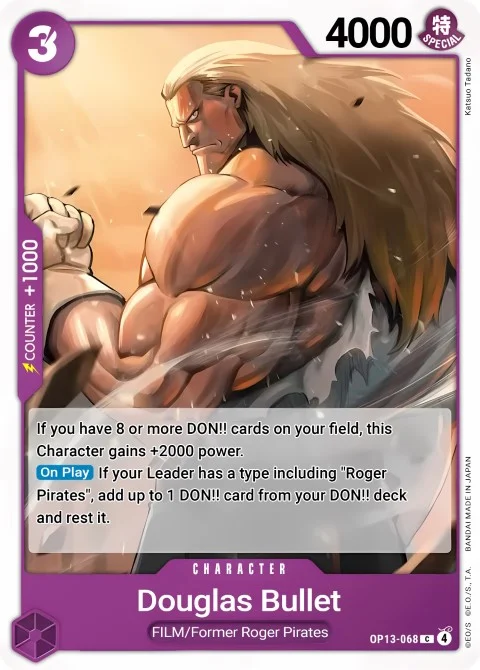 3
4000
特
SPECIAL
Katsuo Tadano
COUNTER +1000
If you have 8 or more DON!! cards on your field, this
Character gains +2000 power.
On Play If your Leader has a type including "Roger
Pirates", add up to 1 DON!! card from your DON!! deck
and rest it.
CHARACTER
Douglas Bullet
FILM/Former Roger Pirates
OP13-068 C 4
©E.O/S ©E.O./S., T.A. BANDAI MADE IN JAPAN